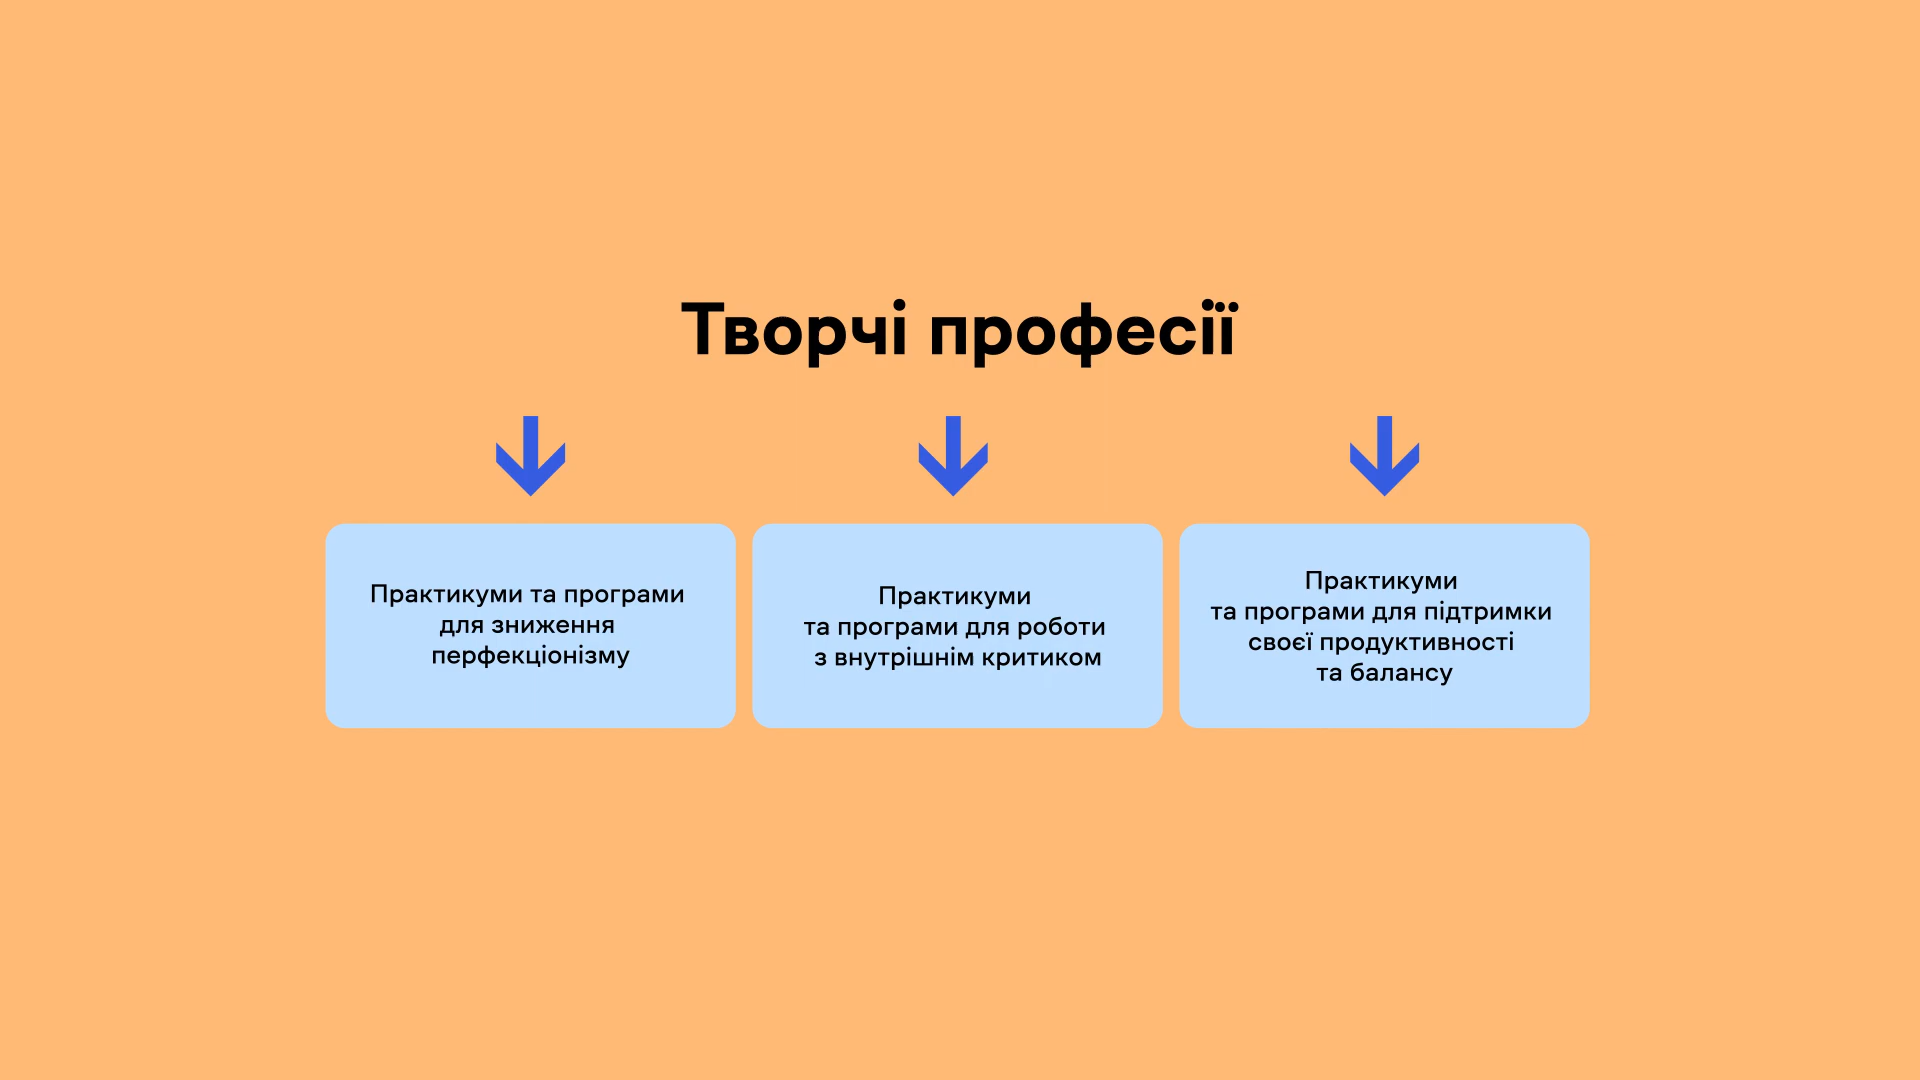 Творчі професії
Практикуми та програми
для зниження
перфекціонізму
Практикуми
та програми для роботи
з внутрішнім критиком
Практикуми
та програми для підтримки
своєї продуктивності
та балансу